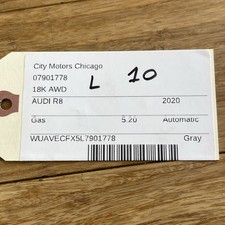 City Motors Chicago
07901778
L 10
18K AWD
AUDI R8 2020
Gas 5.20 Automatic
WUAVECFX5L7901778
Gray